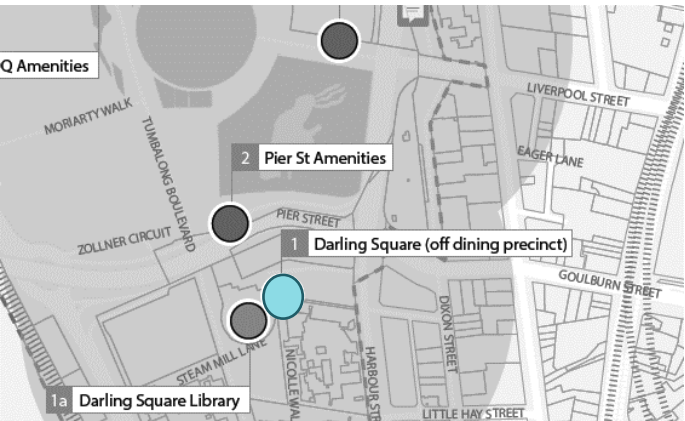 Q Amenities
LIVERPOOL STREET
MORIARTY WALK
TUMBALONG BOULEVARD
EAGER LANE
2 Pier St Amenities
PIER STREET
ZOLLNER CIRCUIT
1 Darling Square (off dining precinct)
GOULBURN STREET
DIXON STREET
STEAM MILL LANE
NICOLLE WAL
HARBOUR STR
1a Darling Square Library
LITTLE HAY STREET